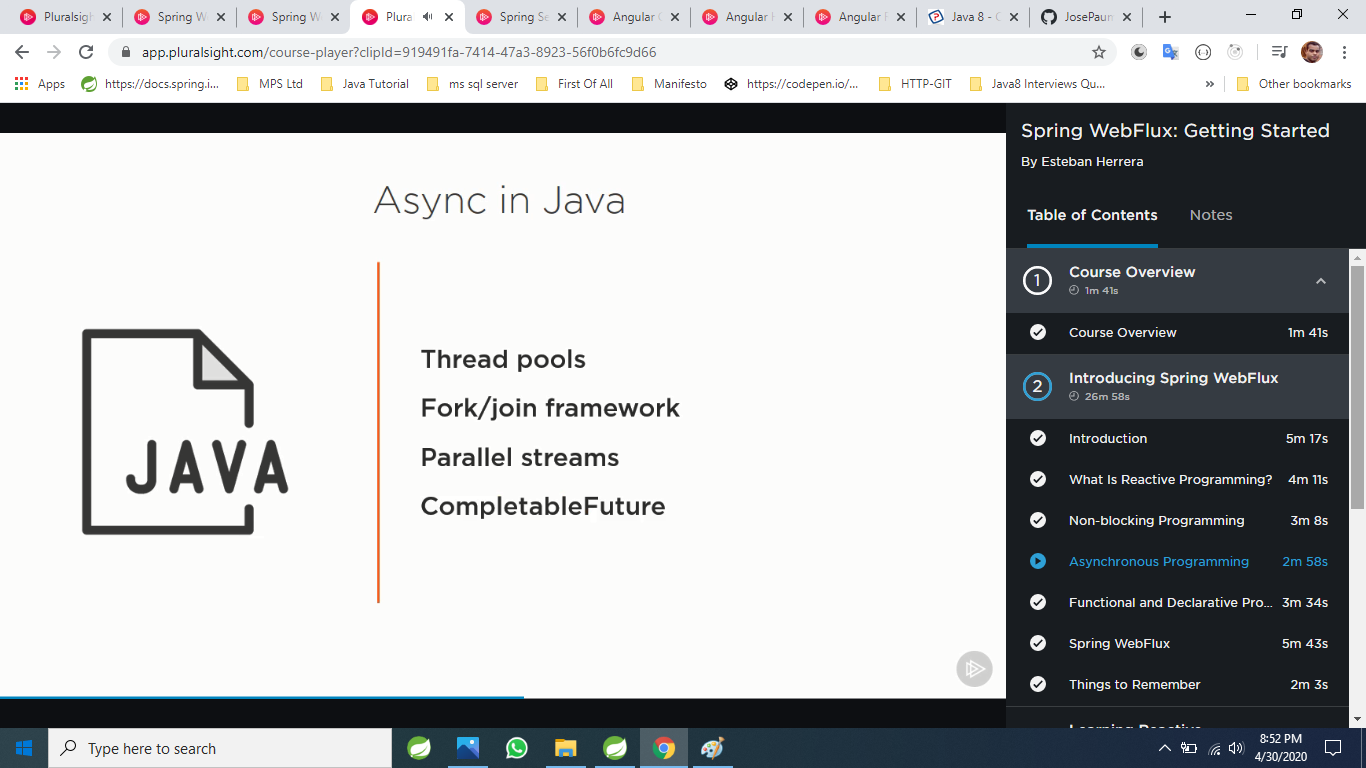 Pluralsigh
Spring W
Spring W
Plura
Spring Se
Angular
Angular
Angular
Java 8 -
JosePaun
app.pluralsight.com/course-player?clipId=919491fa-7414-47a3-8923-56f0b6fc9d66
Apps
https://docs.spring.i...
MPS Ltd
Java Tutorial
ms sql server
First Of All
Manifesto
https://codepen.io/...
HTTP-GIT
Java8 Interviews Qu...
»
Other bookmarks
Async in Java
JAVA
Thread pools
Fork/join framework
Parallel streams
CompletableFuture
Spring WebFlux: Getting Started
By Esteban Herrera
Table of Contents Notes
1 Course Overview
1m 41s
Course Overview 1m 41s
2 Introducing Spring WebFlux
26m 58s
Introduction 5m 17s
What Is Reactive Programming? 4m 11s
Non-blocking Programming 3m 8s
Asynchronous Programming 2m 58s
Functional and Declarative Pro... 3m 34s
Spring WebFlux 5m 43s
Things to Remember 2m 3s
Type here to search
8:52 PM
4/30/2020